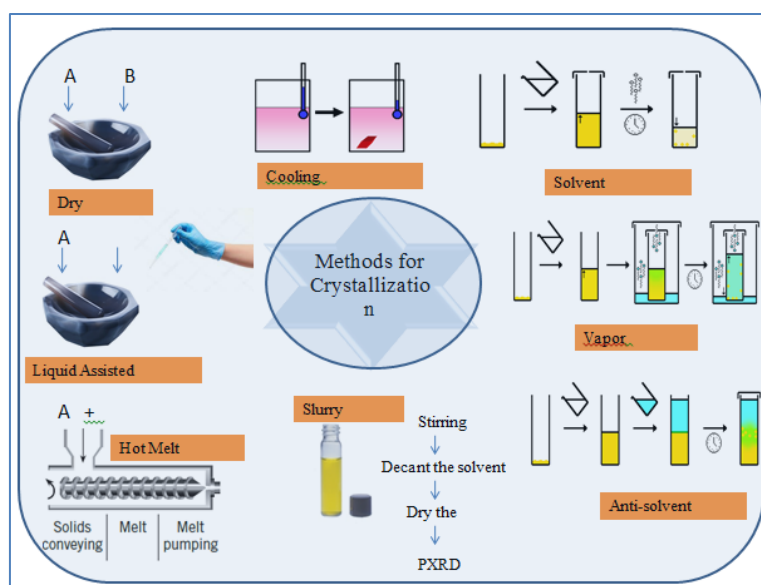 A B
Dry
Cooling
Solvent
A
Liquid Assisted
Methods for
Crystallizatio
n
Vapor
A +
Hot Melt
Solids
conveying
Melt
Melt
pumping
Slurry
Stirring
Decant the solvent
Dry the
PXRD
Anti-solvent